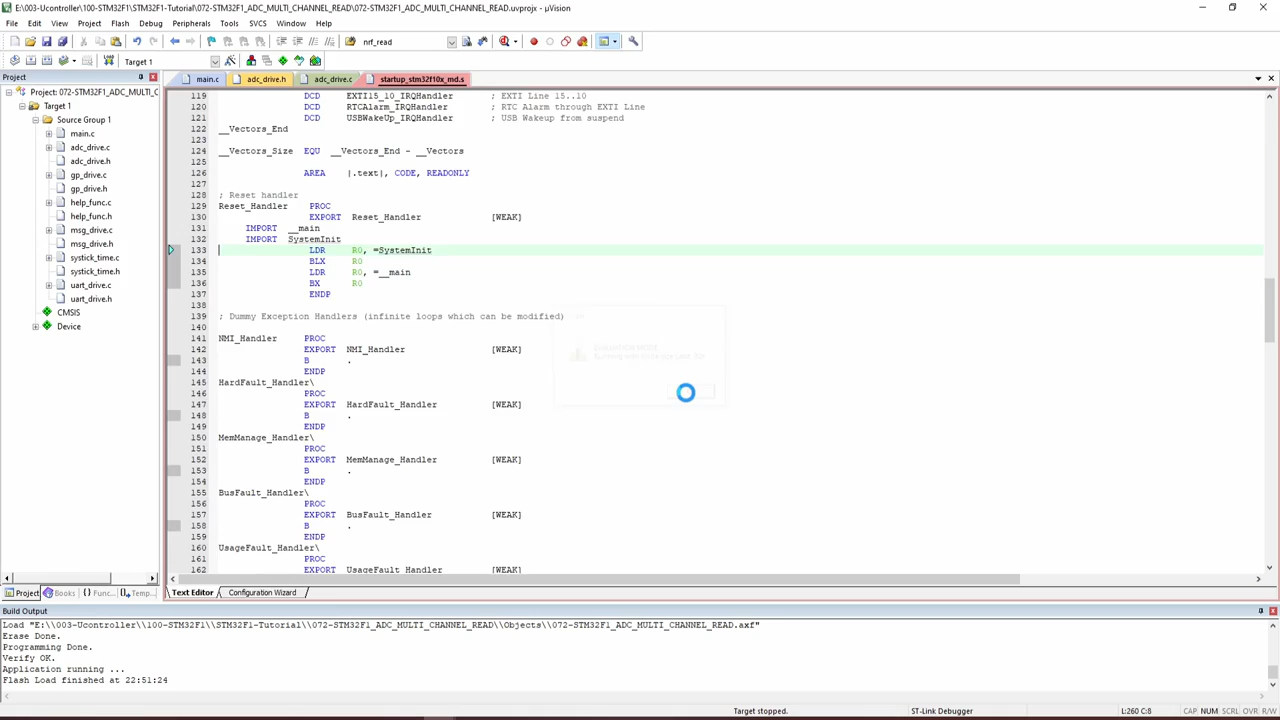 E:\003-Ucontroller\100-STM32F1\STM32F1-Tutorial\072-STM32F1_ADC_MULTI_CHANNEL_READ\072-STM32F1_ADC_MULTI_CHANNEL_READ.uvprojx - µVision
File Edit View Project Flash Debug Peripherals Tools SVCS Window Help
nrf_read
Target 1
Project
main.c adc_drive.h adc_drive.c startup_stm32f10x_md.s
Project: 072-STM32F1_ADC_MULTI_C
Target 1
Source Group 1
main.c
adc_drive.c
adc_drive.h
gp_drive.c
gp_drive.h
help_func.c
help_func.h
msg_drive.c
msg_drive.h
systick_time.c
systick_time.h
uart_drive.c
uart_drive.h
CMSIS
Device
119 DCD EXTI15_10_IRQHandler ; EXTI Line 15..10
120 DCD RTCAlarm_IRQHandler ; RTC Alarm through EXTI Line
121 DCD USBWakeUp_IRQHandler ; USB Wakeup from suspend
122 __Vectors_End
123
124 __Vectors_Size EQU __Vectors_End - __Vectors
125
126 AREA |.text|, CODE, READONLY
127
128 ; Reset handler
129 Reset_Handler PROC
130 EXPORT Reset_Handler [WEAK]
131 IMPORT __main
132 IMPORT SystemInit
133 LDR R0, =SystemInit
134 BLX R0
135 LDR R0, =__main
136 BX R0
137 ENDP
138
139 ; Dummy Exception Handlers (infinite loops which can be modified)
140
141 NMI_Handler PROC
142 EXPORT NMI_Handler [WEAK]
143 B .
144 ENDP
145 HardFault_Handler\
146 PROC
147 EXPORT HardFault_Handler [WEAK]
148 B .
149 ENDP
150 MemManage_Handler\
151 PROC
152 EXPORT MemManage_Handler [WEAK]
153 B .
154 ENDP
155 BusFault_Handler\
156 PROC
157 EXPORT BusFault_Handler [WEAK]
158 B .
159 ENDP
160 UsageFault_Handler\
161 PROC
162 EXPORT UsageFault_Handler [WEAK]
Project Books {} Func... Temp...
Text Editor Configuration Wizard
Build Output
Load "E:\\003-Ucontroller\\100-STM32F1\\STM32F1-Tutorial\\072-STM32F1_ADC_MULTI_CHANNEL_READ\\Objects\\072-STM32F1_ADC_MULTI_CHANNEL_READ.axf"
Erase Done.
Programming Done.
Verify OK.
Application running ...
Flash Load finished at 22:51:24
Target stopped. ST-Link Debugger L:260 C:8 CAP NUM SCRL OVR R/W